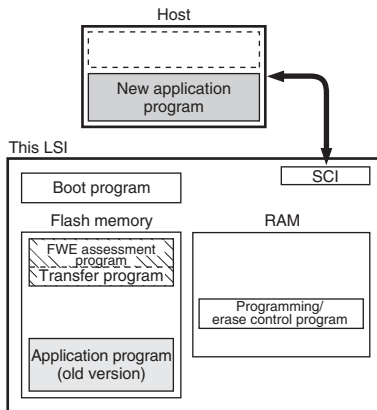 Host
New application
program
This LSI
SCI
Boot program
Flash memory
RAM
FWE assessment
program
Transfer program
Programming/
erase control program
Application program
(old version)